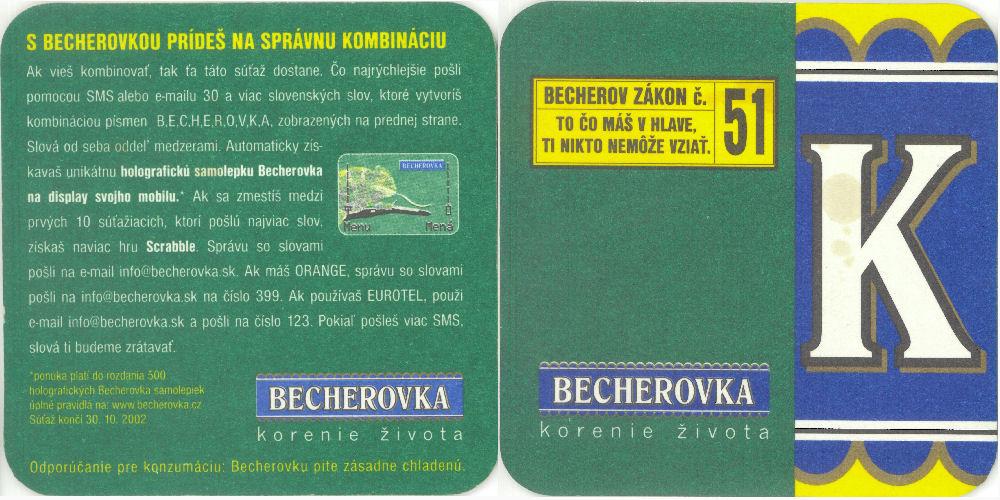 S BECHEROVKOU PRÍDEŠ NA SPRÁVNU KOMBINÁCIU
Ak vieš kombinovať, tak ťa táto súťaž dostane. Čo najrýchlejšie pošli
pomocou SMS alebo e-mailu 30 a viac slovenských slov, ktoré vytvoríš
kombináciou písmen B,E,C,H,E,R,O,V,K,A, zobrazených na prednej strane.
Slová od seba oddeľ medzerami. Automaticky zís-
kavaš unikátnu holografickú samolepku Becherovka
na display svojho mobilu.* Ak sa zmestíš medzi
prvých 10 súťažiacich, ktorí pošlú najviac slov,
získaš naviac hru Scrabble. Správu so slovami
pošli na e-mail info@becherovka.sk. Ak máš ORANGE, správu so slovami
pošli na info@becherovka.sk na číslo 399. Ak používaš EUROTEL, použi
e-mail info@becherovka.sk a pošli na číslo 123. Pokiaľ pošleš viac SMS,
slová ti budeme zrátavať.
BECHEROVKA
Menu Mená
*ponuka platí do rozdania 500
holografických Becherovka samolepiek
úplné pravidlá na: www.becherovka.cz
Súťaž končí 30. 10. 2002
BECHEROVKA
korenie života
Odporúčanie pre konzumáciu: Becherovku pite zásadne chladenú.
BECHEROV ZÁKON č. 51
TO ČO MÁŠ V HLAVE,
TI NIKTO NEMÔŽE VZIAŤ.
BECHEROVKA
korenie života
K